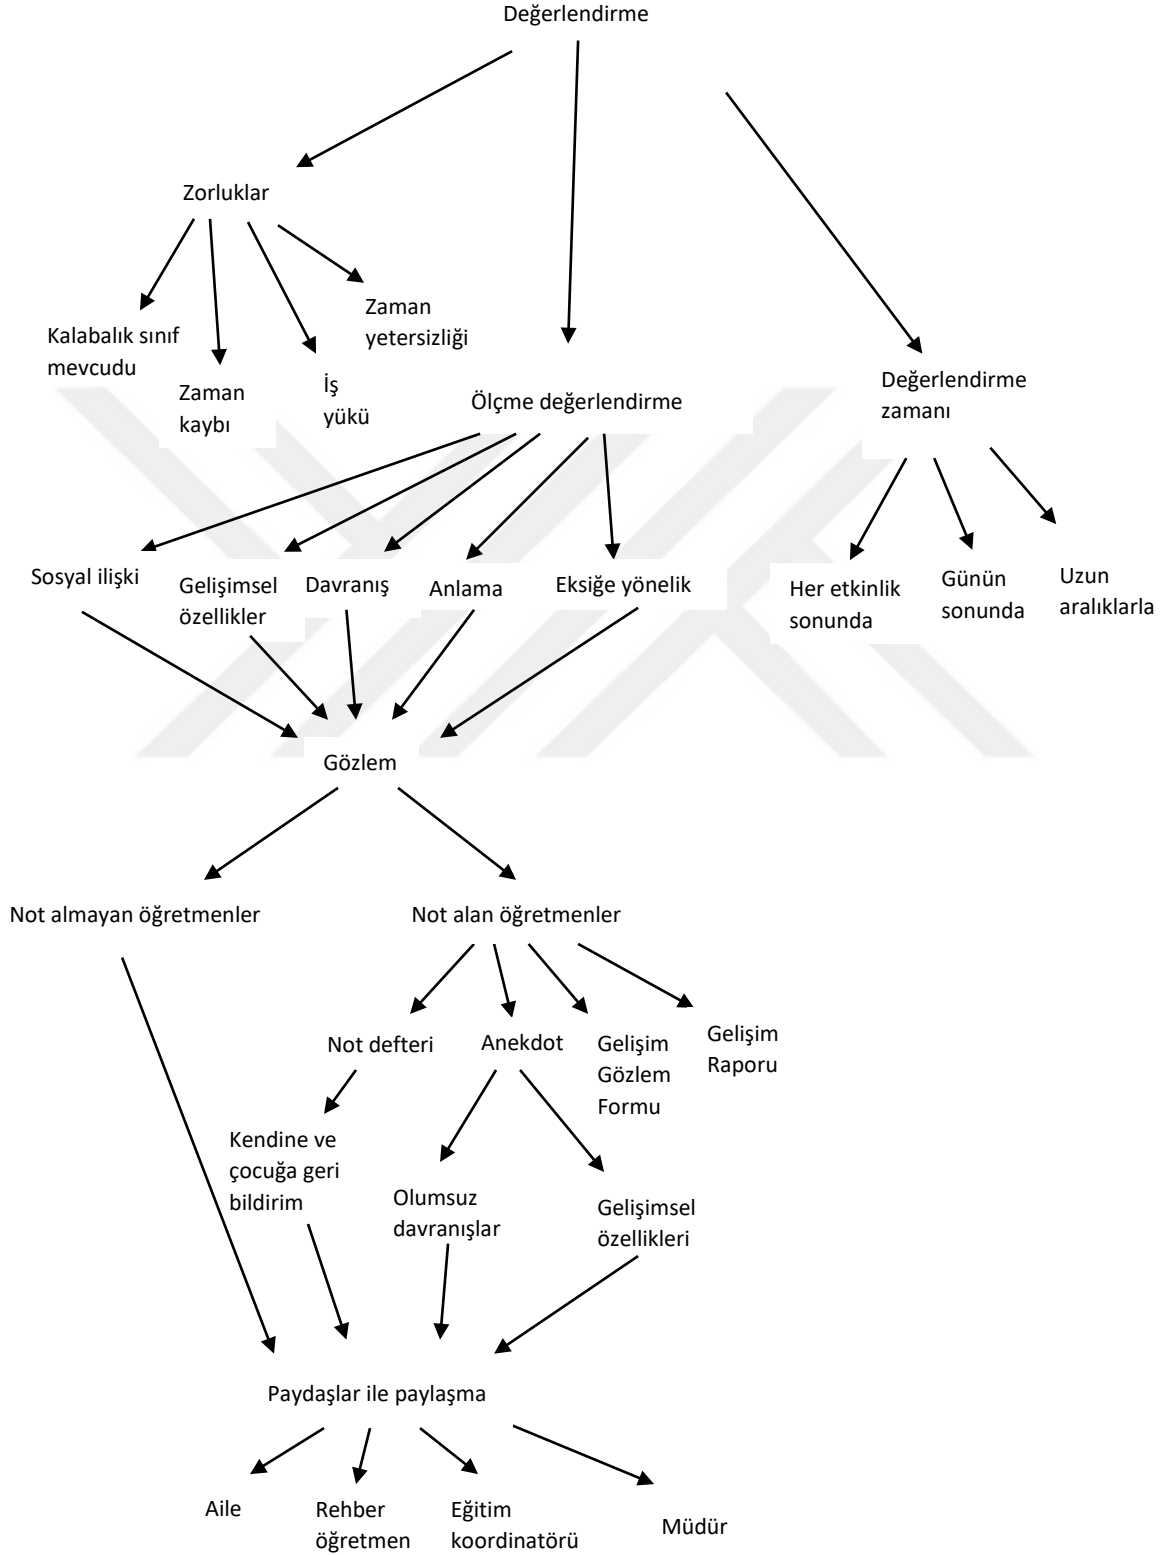 Değerlendirme
Zorluklar
Kalabalık sınıf
mevcudu
Zaman
kaybı
İş
yükü
Zaman
yetersizliği
Ölçme değerlendirme
Değerlendirme
zamanı
Sosyal ilişki
Gelişimsel
özellikler
Davranış
Anlama
Eksiğe yönelik
Her etkinlik
sonunda
Günün
sonunda
Uzun
aralıklarla
Gözlem
Not almayan öğretmenler
Not alan öğretmenler
Not defteri
Anekdot
Gelişim
Gözlem
Formu
Gelişim
Raporu
Kendine ve
çocuğa geri
bildirim
Olumsuz
davranışlar
Gelişimsel
özellikleri
Paydaşlar ile paylaşma
Aile
Rehber
öğretmen
Eğitim
koordinatörü
Müdür